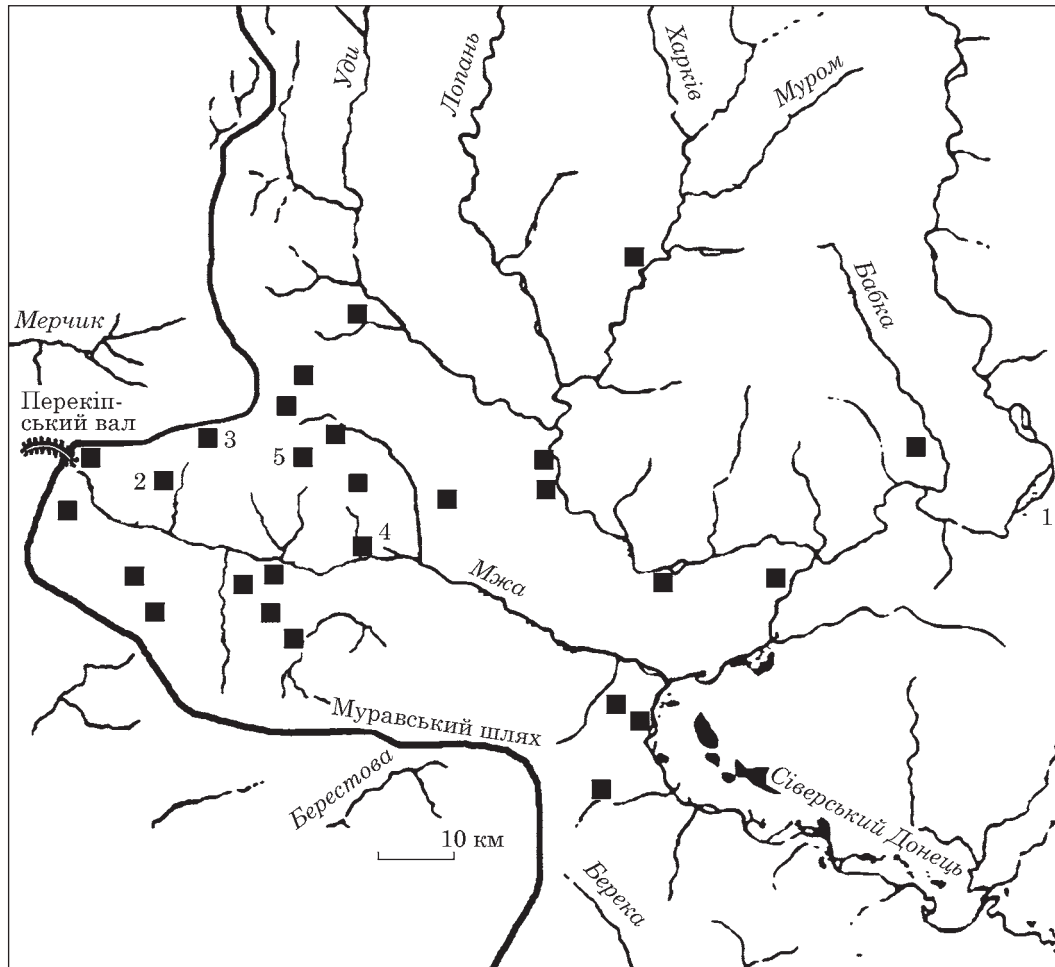 Уди
Лопань
Харків
Муром
Бабка
Мерчик
Перекіп-
ський вал
3
2
5
1
4
Мжа
Муравський шлях
Берестова
Сіверський Донець
10 км
Берека